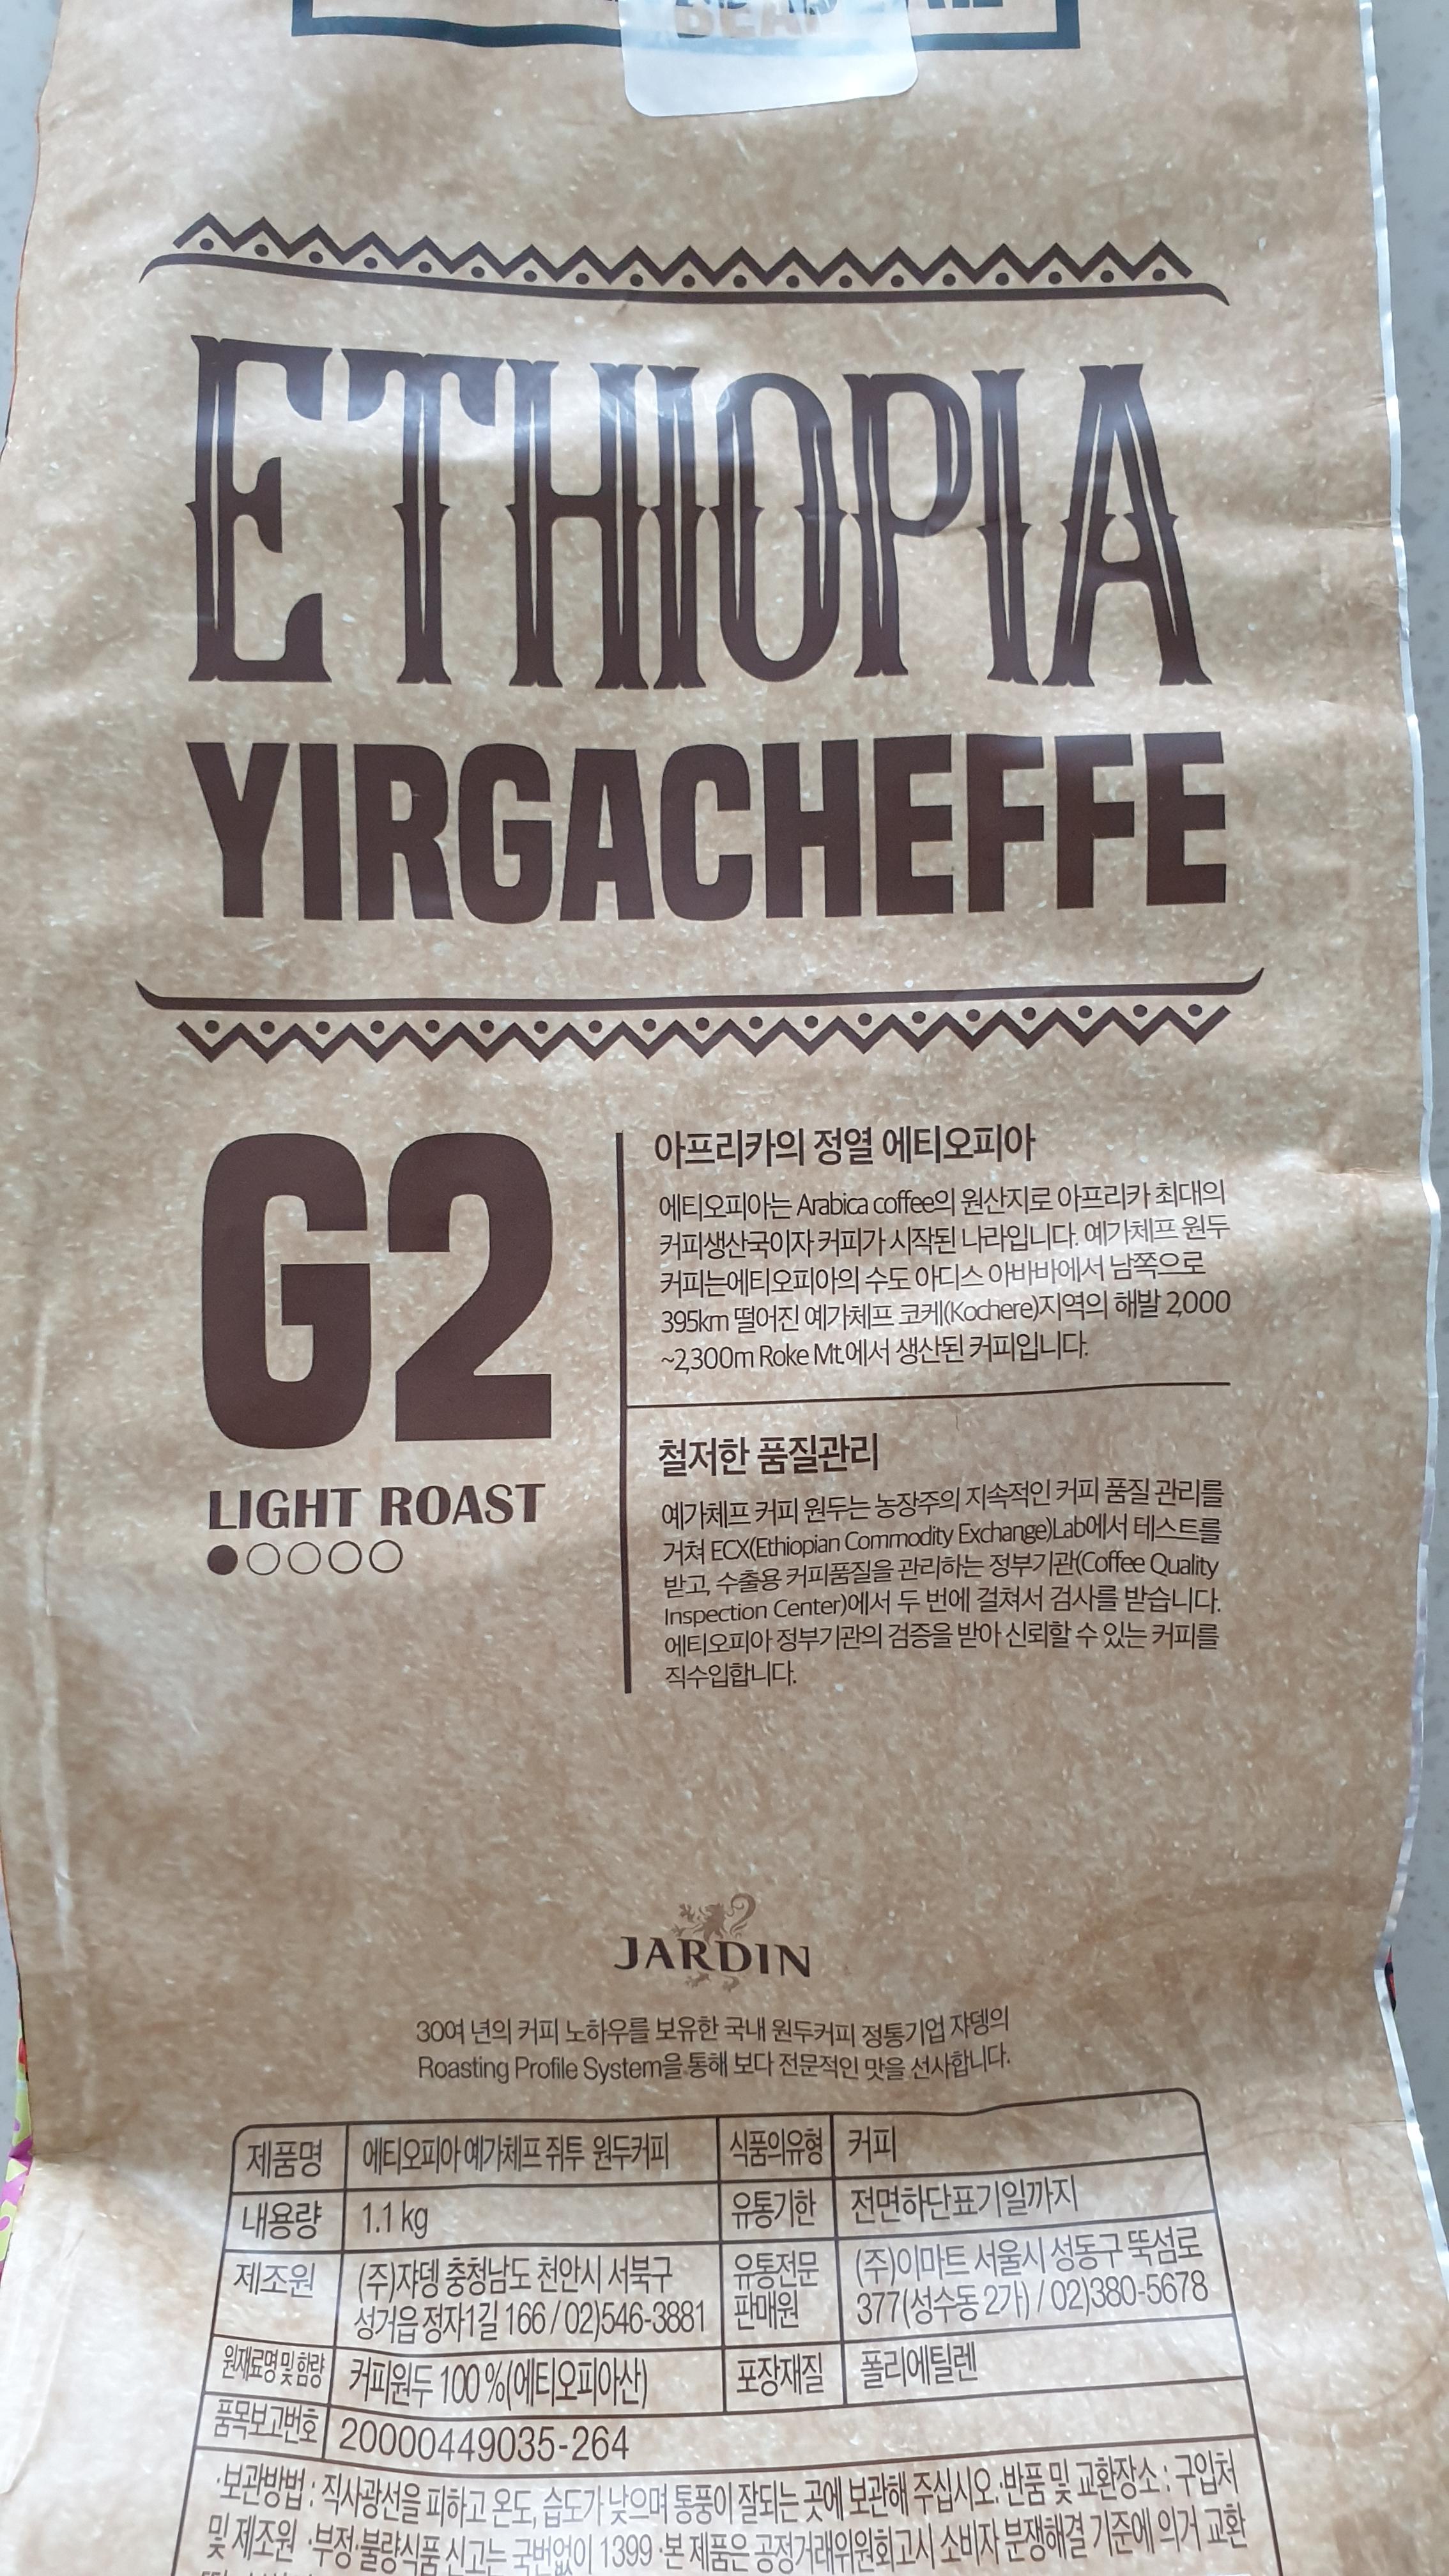 ETHIOPIA
YIRGACHEFFE
G2
LIGHT ROAST
아프리카의 정열 에티오피아
에티오피아는 Arabica coffee의 원산지로 아프리카 최대의
커피생산국이자 커피가 시작된 나라입니다. 예가체프 원두
커피는에티오피아의 수도 아디스 아바바에서 남쪽으로
395km 떨어진 예가체프 코케(Kochere)지역의 해발 2,000
~2,300m Roke Mt.에서 생산된 커피입니다.
철저한 품질관리
예가체프 커피 원두는 농장주의 지속적인 커피 품질 관리를
거쳐 ECX(Ethiopian Commodity Exchange)Lab에서 테스트를
받고, 수출용 커피품질을 관리하는 정부기관(Coffee Quality
Inspection Center)에서 두 번에 걸쳐서 검사를 받습니다.
에티오피아 정부기관의 검증을 받아 신뢰할 수 있는 커피를
직수입합니다.
JARDIN
30여 년의 커피 노하우를 보유한 국내 원두커피 정통기업 쟈뎅의
Roasting Profile System을 통해 보다 전문적인 맛을 선사합니다.
제품명 에티오피아 예가체프 쥐투 원두커피 식품의유형 커피
내용량 1.1 kg 유통기한 전면하단표기일까지
제조원 (주)쟈뎅 충청남도 천안시 서북구
성거읍 정자1길 166 / 02)546-3881
유통전문
판매원
(주)이마트 서울시 성동구 뚝섬로
377(성수동 2가) / 02)380-5678
원재료명 및 함량 커피원두 100%(에티오피아산) 포장재질 폴리에틸렌
품목보고번호 20000449035-264
·보관방법 : 직사광선을 피하고 온도, 습도가 낮으며 통풍이 잘되는 곳에 보관해 주십시오. ·반품 및 교환장소 : 구입처
및 제조원 ·부정·불량식품 신고는 국번없이 1399 ·본 제품은 공정거래위원회고시 소비자 분쟁해결 기준에 의거 교환